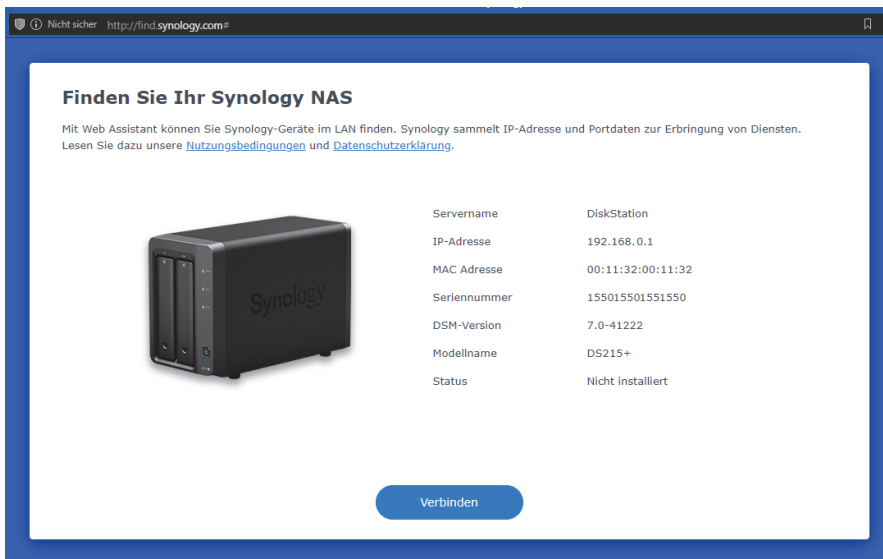 Nicht sicher http://find.synology.com#
Finden Sie Ihr Synology NAS
Mit Web Assistant können Sie Synology-Geräte im LAN finden. Synology sammelt IP-Adresse und Portdaten zur Erbringung von Diensten.
Lesen Sie dazu unsere Nutzungsbedingungen und Datenschutzerklärung.
Synology
Servername DiskStation
IP-Adresse 192.168.0.1
MAC Adresse 00:11:32:00:11:32
Seriennummer 155015501551550
DSM-Version 7.0-41222
Modellname DS215+
Status Nicht installiert
Verbinden